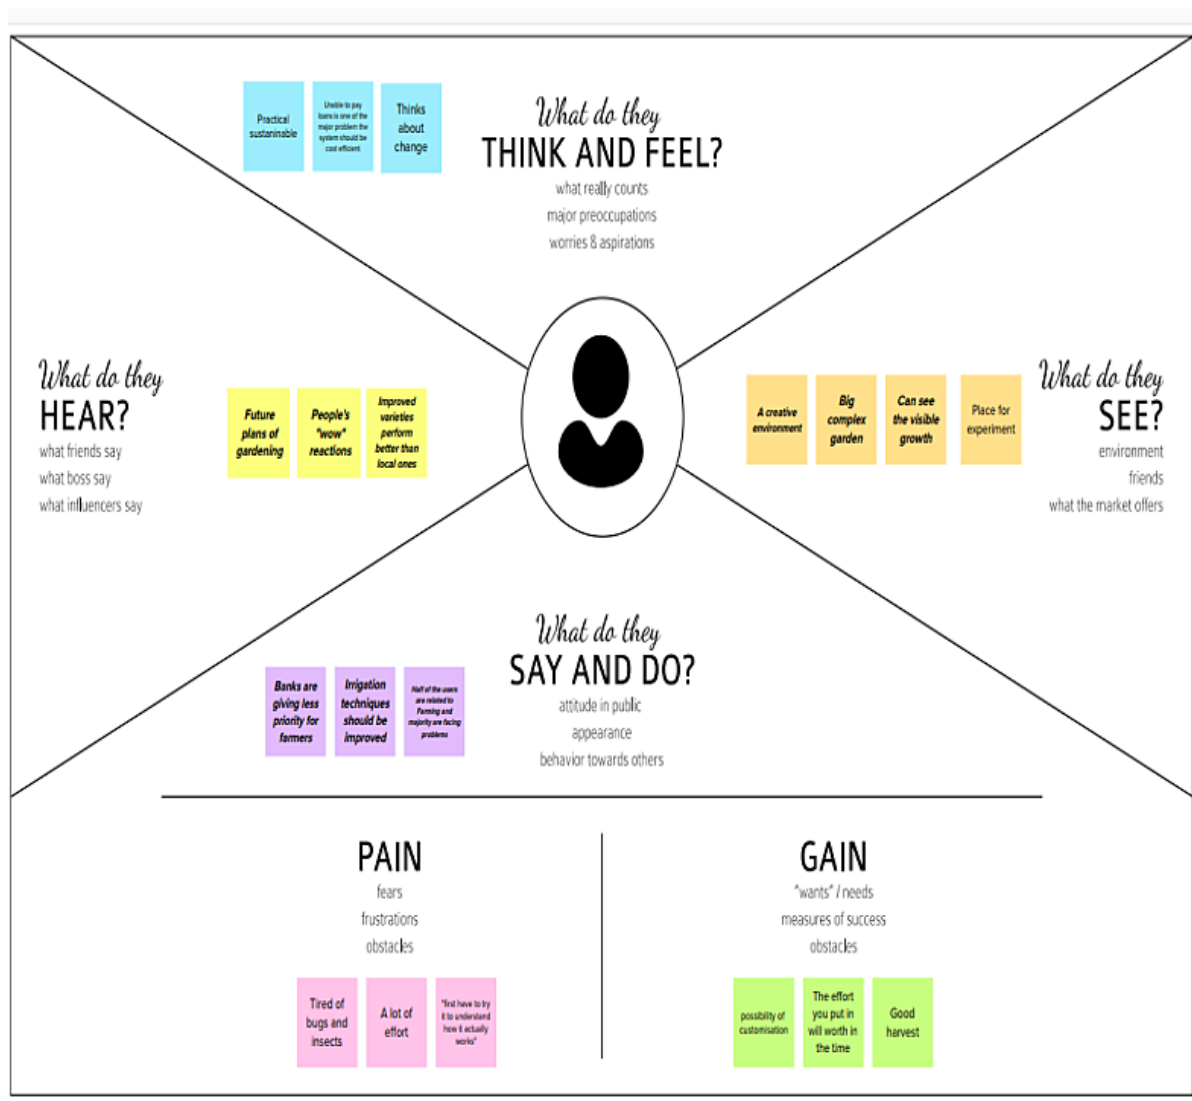 Practical
sustaninable
Unable to pay
loans is one of the
major problem the
system should be
cost efficient
Thinks
about
change
What do they
THINK AND FEEL?
what really counts
major preoccupations
worries & aspirations
What do they
HEAR?
what friends say
what boss say
what influencers say
Future
plans of
gardening
People's
"wow"
reactions
Improved
varieties
perform
better than
local ones
A creative
environment
Big
complex
garden
Can see
the visible
growth
Place for
experiment
What do they
SEE?
environment
friends
what the market offers
What do they
SAY AND DO?
attitude in public
appearance
behavior towards others
Banks are
giving less
priority for
farmers
Irrigation
techniques
should be
improved
Half of the users
are related to
Farming and
majority are facing
problems
PAIN
fears
frustrations
obstacles
Tired of
bugs and
insects
A lot of
effort
"first have to try
it to understand
how it actually
works"
GAIN
"wants" / needs
measures of success
obstacles
possibility of
customisation
The effort
you put in
will worth in
the time
Good
harvest